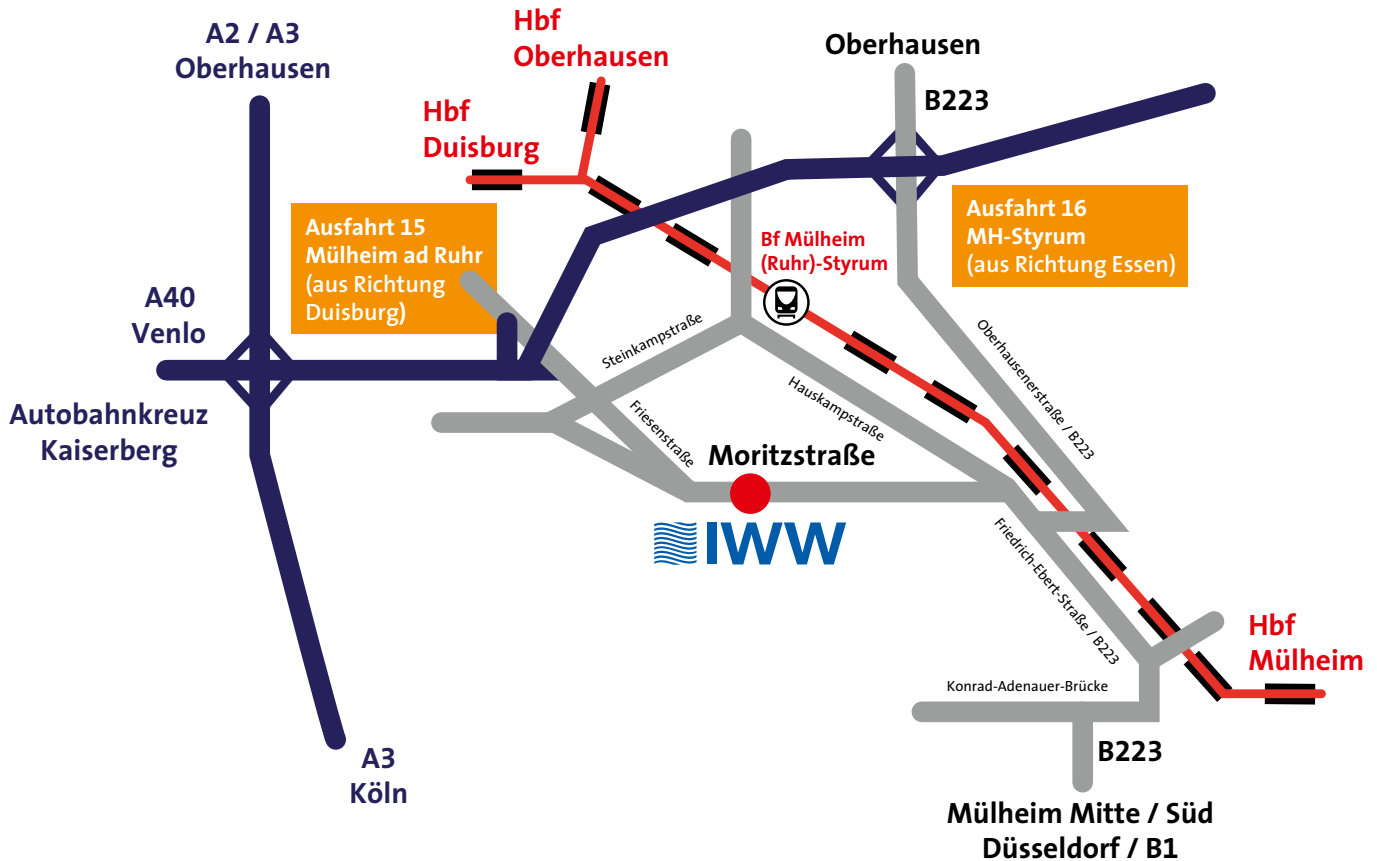 A2 / A3
Oberhausen
Hbf
Oberhausen
Hbf
Duisburg
Oberhausen
B223
Ausfahrt 15
Mülheim ad Ruhr
(aus Richtung
Duisburg)
Ausfahrt 16
MH-Styrum
(aus Richtung Essen)
Bf Mülheim
(Ruhr)-Styrum
A40
Venlo
Autobahnkreuz
Kaiserberg
Steinkampstraße
Friesenstraße
Hauskampstraße
Oberhausenerstraße / B223
Moritzstraße
IWW
Friedrich-Ebert-Straße / B223
Hbf
Mülheim
Konrad-Adenauer-Brücke
A3
Köln
B223
Mülheim Mitte / Süd
Düsseldorf / B1